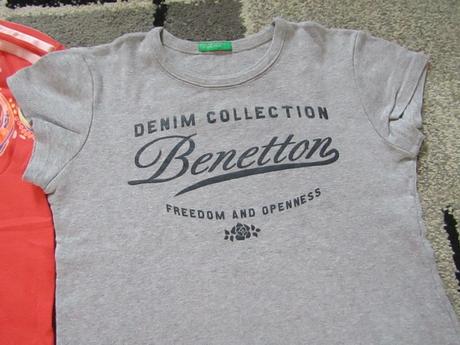 DENIM COLLECTION
Benetton
FREEDOM AND OPENNESS